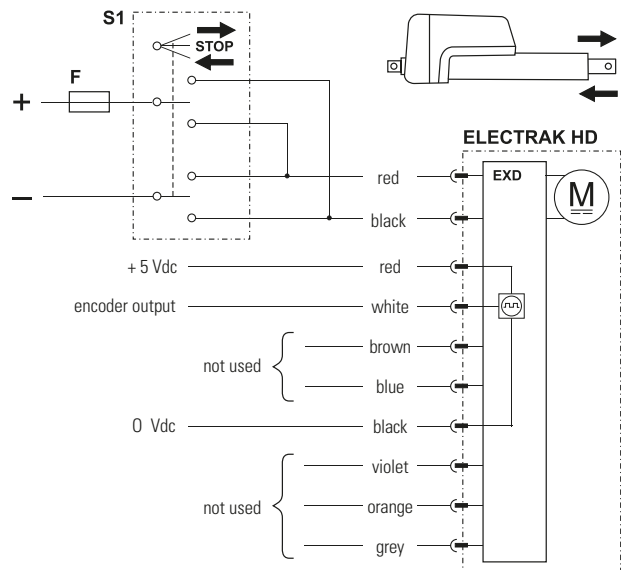 S1
STOP
F
+
–
ELECTRAK HD
red
EXD
M
black
+ 5 Vdc
red
encoder output
white
not used
brown
blue
0 Vdc
black
not used
violet
orange
grey